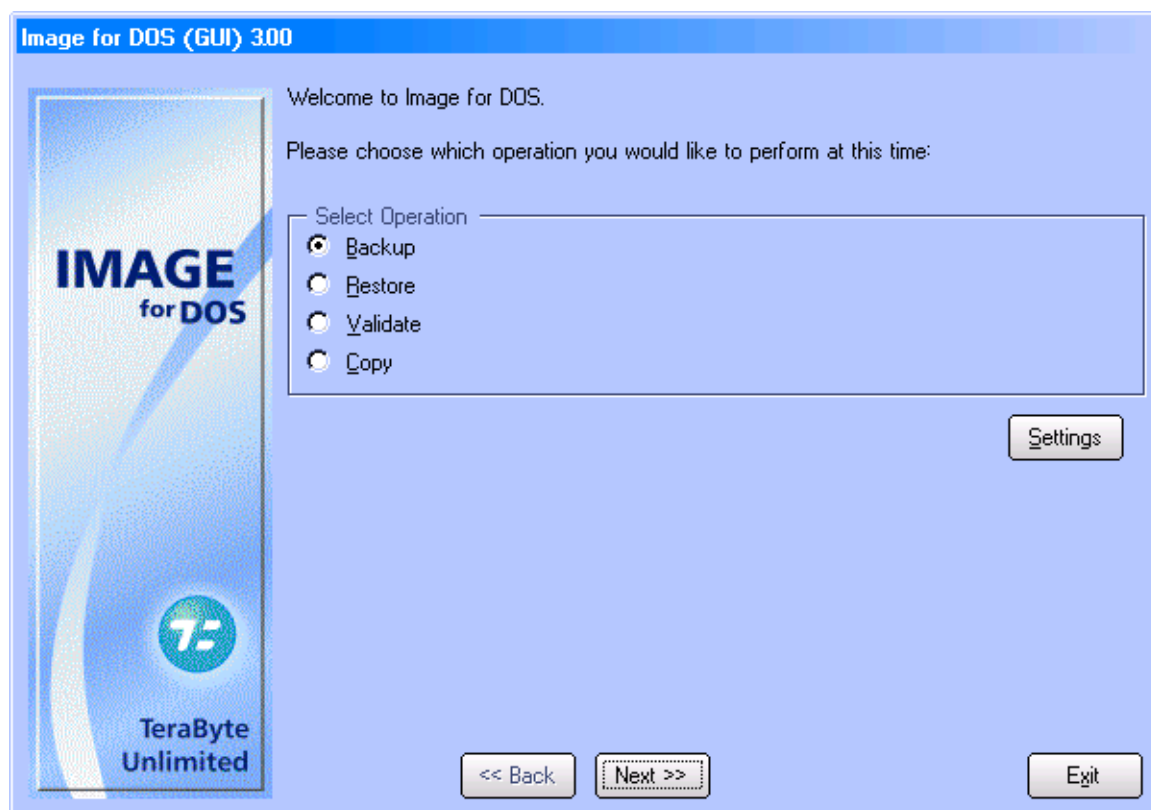 Image for DOS (GUI) 3.00
Welcome to Image for DOS.
Please choose which operation you would like to perform at this time:
Select Operation
Backup
Restore
Validate
Copy
Settings
IMAGE
for DOS
TeraByte
Unlimited
<< Back
Next >>
Exit